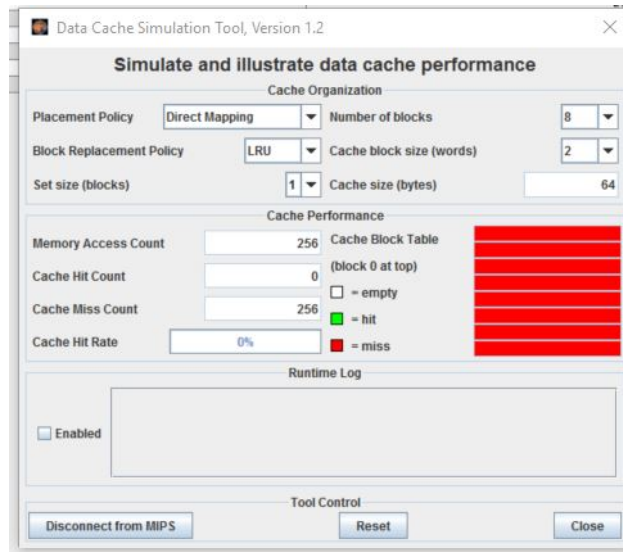 Data Cache Simulation Tool, Version 1.2
Simulate and illustrate data cache performance
Cache Organization
Placement Policy Direct Mapping Number of blocks 8
Block Replacement Policy LRU Cache block size (words) 2
Set size (blocks) 1 Cache size (bytes) 64
Cache Performance
Memory Access Count 256 Cache Block Table
(block 0 at top)
Cache Hit Count 0
= empty
Cache Miss Count 256
= hit
Cache Hit Rate 0%
= miss
Runtime Log
Enabled
Tool Control
Disconnect from MIPS Reset Close